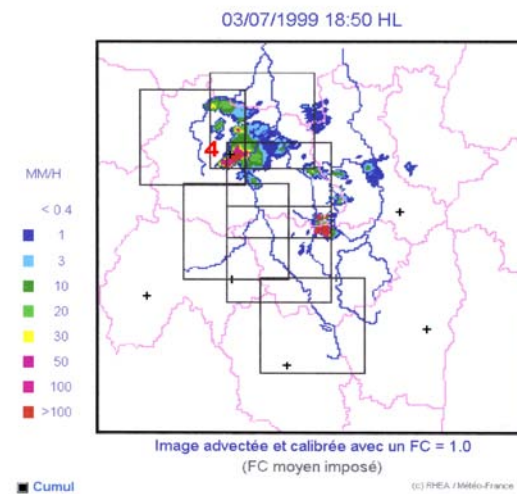 03/07/1999 18:50 HL
4
MM/H
< 0 4
1
3
10
20
30
50
100
>100
Image advectée et calibrée avec un FC = 1.0
(FC moyen imposé)
Cumul
(c) RHEA / Météo-France